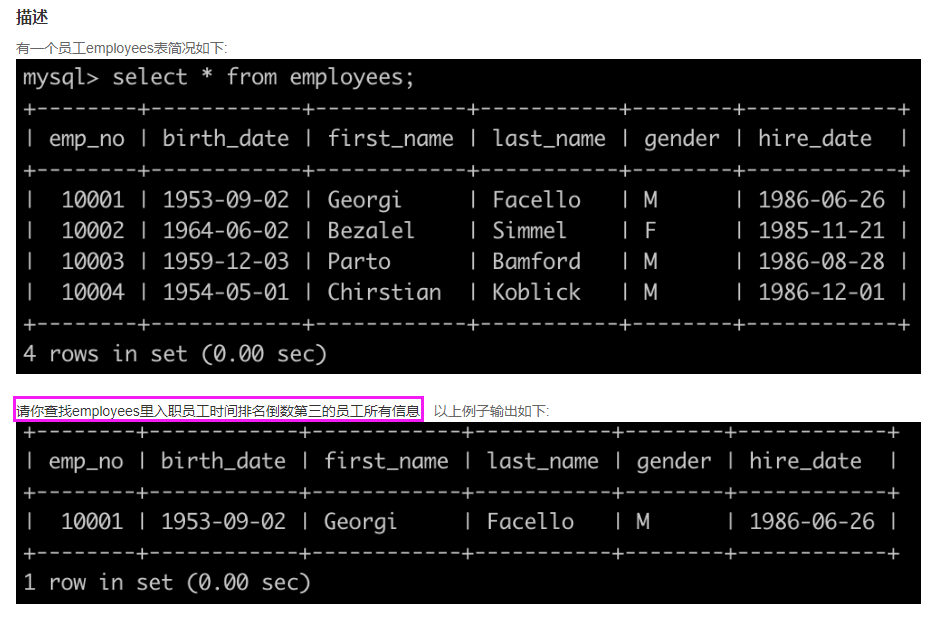 描述
有一个员工employees表简况如下:
mysql> select * from employees;
+--------+------------+------------+-----------+--------+------------+
| emp_no | birth_date | first_name | last_name | gender | hire_date  |
+--------+------------+------------+-----------+--------+------------+
|  10001 | 1953-09-02 | Georgi     | Facello   | M      | 1986-06-26 |
|  10002 | 1964-06-02 | Bezalel    | Simmel    | F      | 1985-11-21 |
|  10003 | 1959-12-03 | Parto      | Bamford   | M      | 1986-08-28 |
|  10004 | 1954-05-01 | Chirstian  | Koblick   | M      | 1986-12-01 |
+--------+------------+------------+-----------+--------+------------+
4 rows in set (0.00 sec)
请你查找employees里入职员工时间排名倒数第三的员工所有信息 以上例子输出如下:
+--------+------------+------------+-----------+--------+------------+
| emp_no | birth_date | first_name | last_name | gender | hire_date  |
+--------+------------+------------+-----------+--------+------------+
|  10001 | 1953-09-02 | Georgi     | Facello   | M      | 1986-06-26 |
+--------+------------+------------+-----------+--------+------------+
1 row in set (0.00 sec)